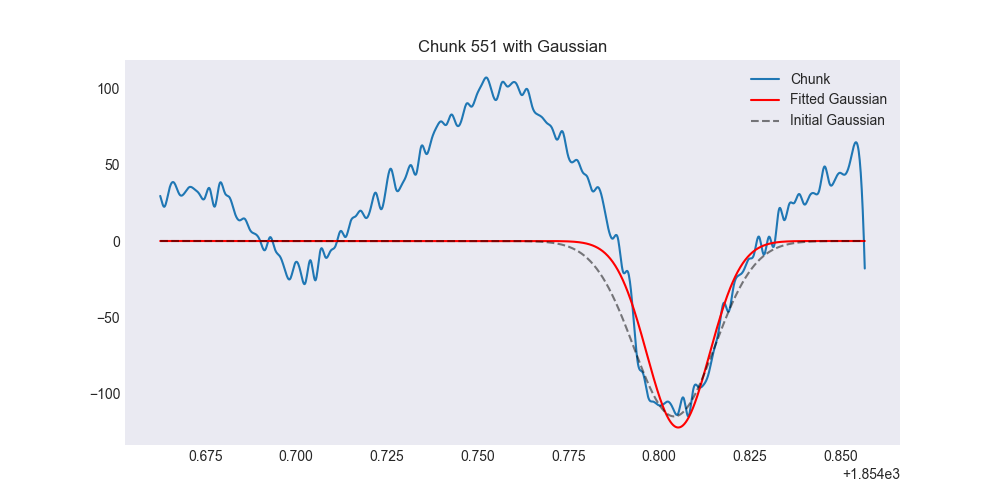 Chunk 551 with Gaussian
Chunk
Fitted Gaussian
Initial Gaussian
100
50
0
−50
−100
0.675 0.700 0.725 0.750 0.775 0.800 0.825 0.850
+1.854e3